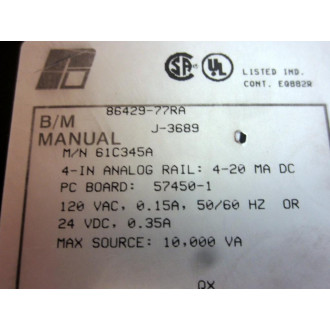 SA UL LISTED IND.
CONT. EQ882R
86429-77RA
B/M
MANUAL J-3689
M/N 61C345A
4-IN ANALOG RAIL: 4-20 MA DC
PC BOARD: 57450-1
120 VAC, 0.15A, 50/60 HZ OR
24 VDC, 0.35A
MAX SOURCE: 10,000 VA
QX